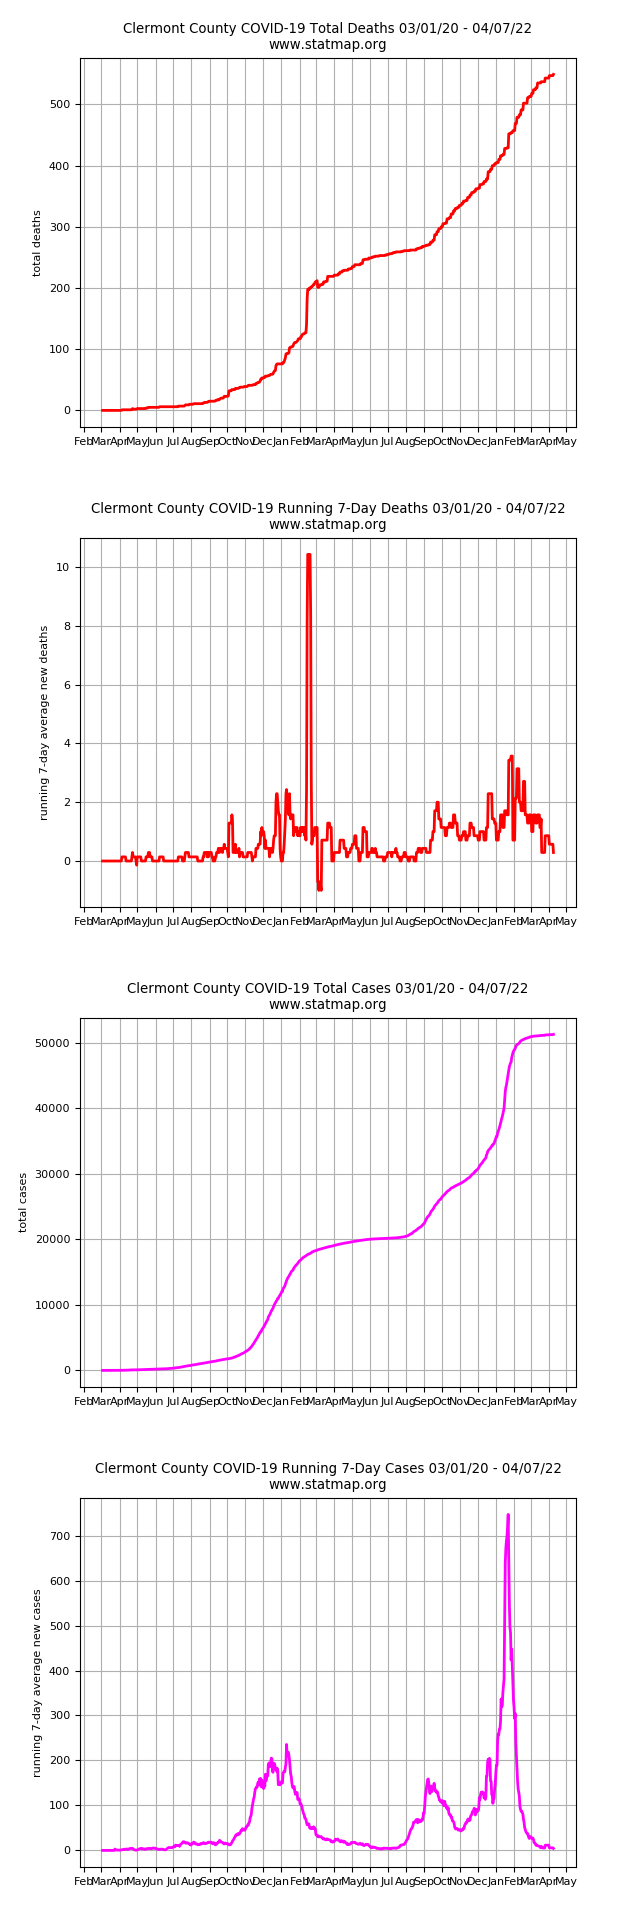 Clermont County COVID-19 Total Deaths 03/01/20 - 04/07/22
www.statmap.org
500
400
300
200
100
0
total deaths
Feb Mar Apr May Jun Jul Aug Sep Oct Nov Dec Jan Feb Mar Apr May Jun Jul Aug Sep Oct Nov Dec Jan Feb Mar Apr May
Clermont County COVID-19 Running 7-Day Deaths 03/01/20 - 04/07/22
www.statmap.org
10
8
6
4
2
0
running 7-day average new deaths
Feb Mar Apr May Jun Jul Aug Sep Oct Nov Dec Jan Feb Mar Apr May Jun Jul Aug Sep Oct Nov Dec Jan Feb Mar Apr May
Clermont County COVID-19 Total Cases 03/01/20 - 04/07/22
www.statmap.org
50000
40000
30000
20000
10000
0
total cases
Feb Mar Apr May Jun Jul Aug Sep Oct Nov Dec Jan Feb Mar Apr May Jun Jul Aug Sep Oct Nov Dec Jan Feb Mar Apr May
Clermont County COVID-19 Running 7-Day Cases 03/01/20 - 04/07/22
www.statmap.org
700
600
500
400
300
200
100
0
running 7-day average new cases
Feb Mar Apr May Jun Jul Aug Sep Oct Nov Dec Jan Feb Mar Apr May Jun Jul Aug Sep Oct Nov Dec Jan Feb Mar Apr May